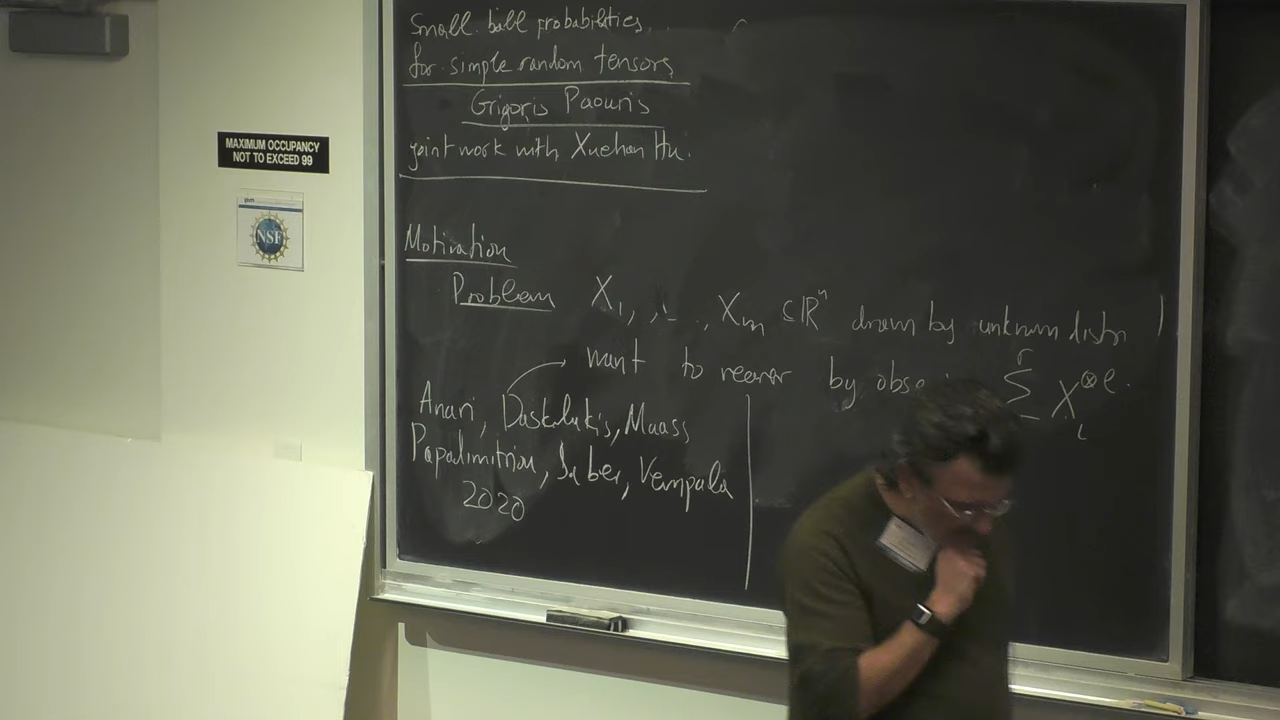 Small ball probabilities
for simple random tensors
Grigoris Paouris
joint work with Xuehan Hu.
MAXIMUM OCCUPANCY
NOT TO EXCEED 99
NSF
Motivation
Problem X₁, ..., Xₘ ⊆ ℝⁿ drawn by unknown distr
want to recover by obse Σ Xᵢ^⊗ℓ.
Anari, Daskalakis, Maass
Papadimitriou, Saberi, Vempala
2020